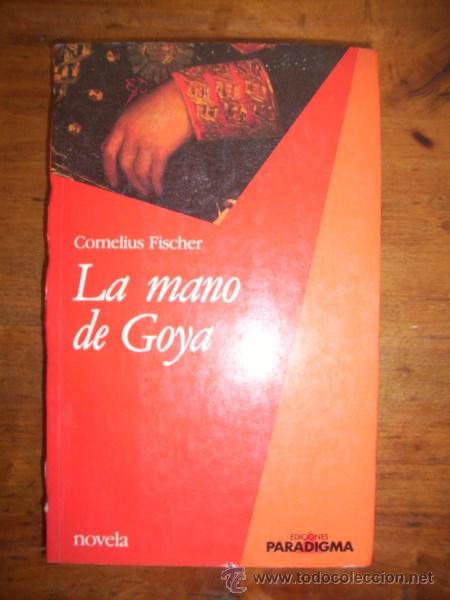 Cornelius Fischer
La mano
de Goya
novela
EDICIONES
PARADIGMA
www.todocoleccion.net